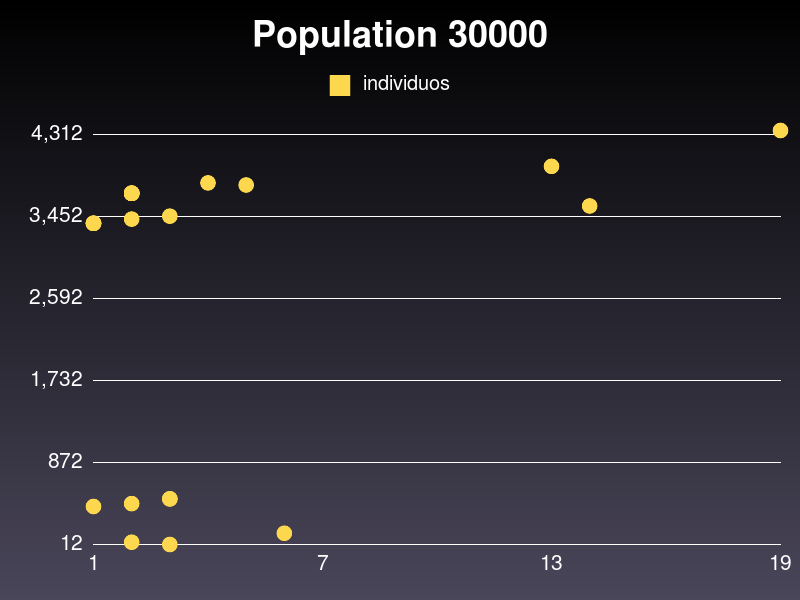 Population 30000
individuos
4,312
3,452
2,592
1,732
872
12
1 7 13 19